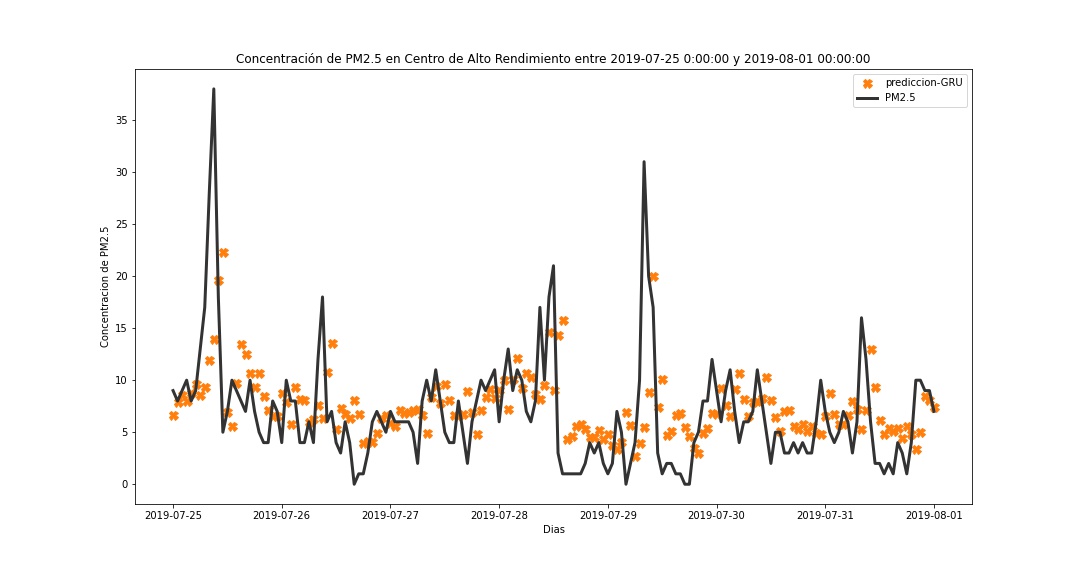 Concentración de PM2.5 en Centro de Alto Rendimiento entre 2019-07-25 0:00:00 y 2019-08-01 00:00:00
prediccion-GRU
PM2.5
Concentracion de PM2.5
35
30
25
20
15
10
5
0
2019-07-25 2019-07-26 2019-07-27 2019-07-28 2019-07-29 2019-07-30 2019-07-31 2019-08-01
Dias